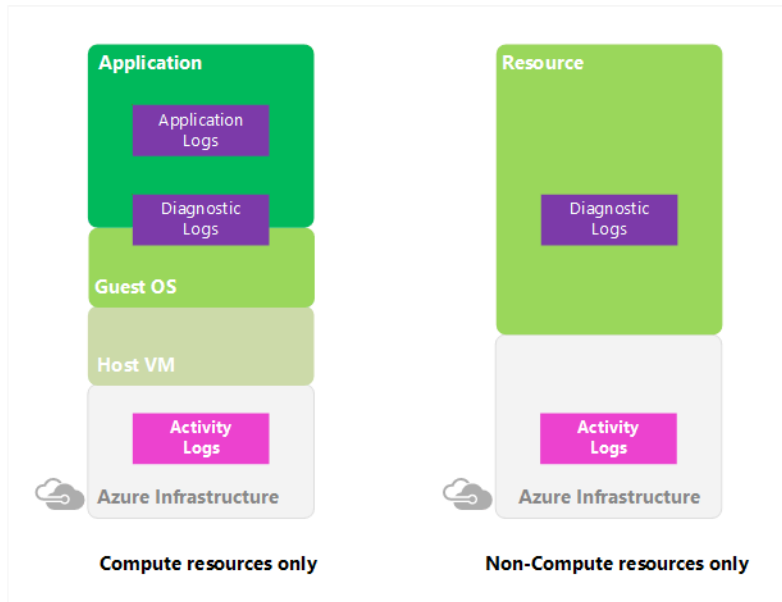 Application
Application
Logs
Diagnostic
Logs
Guest OS
Host VM
Activity
Logs
Azure Infrastructure
Compute resources only
Resource
Diagnostic
Logs
Activity
Logs
Azure Infrastructure
Non-Compute resources only